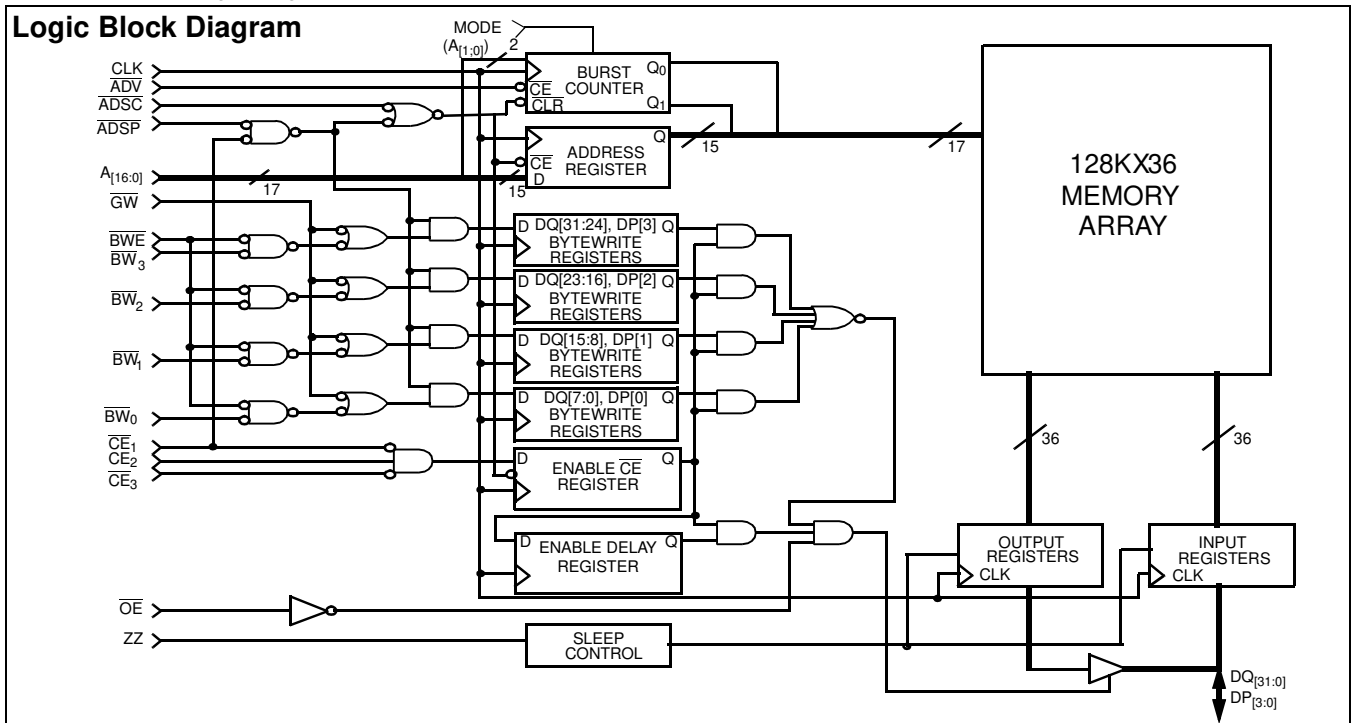 Logic Block Diagram
MODE
(A[1;0])
2
CLK
ADV
ADSC
ADSP
A[16:0]
GW
BWE
BW3
BW2
BW1
BW0
CE1
CE2
CE3
OE
ZZ
17
15
BURST
COUNTER
CE
CLR
Q0
Q1
ADDRESS
REGISTER
CE
D
Q
15
17
128KX36
MEMORY
ARRAY
D DQ[31:24], DP[3] Q
BYTEWRITE
REGISTERS
D DQ[23:16], DP[2] Q
BYTEWRITE
REGISTERS
D DQ[15:8], DP[1] Q
BYTEWRITE
REGISTERS
D DQ[7:0], DP[0] Q
BYTEWRITE
REGISTERS
D ENABLE CE Q
REGISTER
D ENABLE DELAY Q
REGISTER
SLEEP
CONTROL
36
36
OUTPUT
REGISTERS
CLK
INPUT
REGISTERS
CLK
DQ[31:0]
DP[3:0]